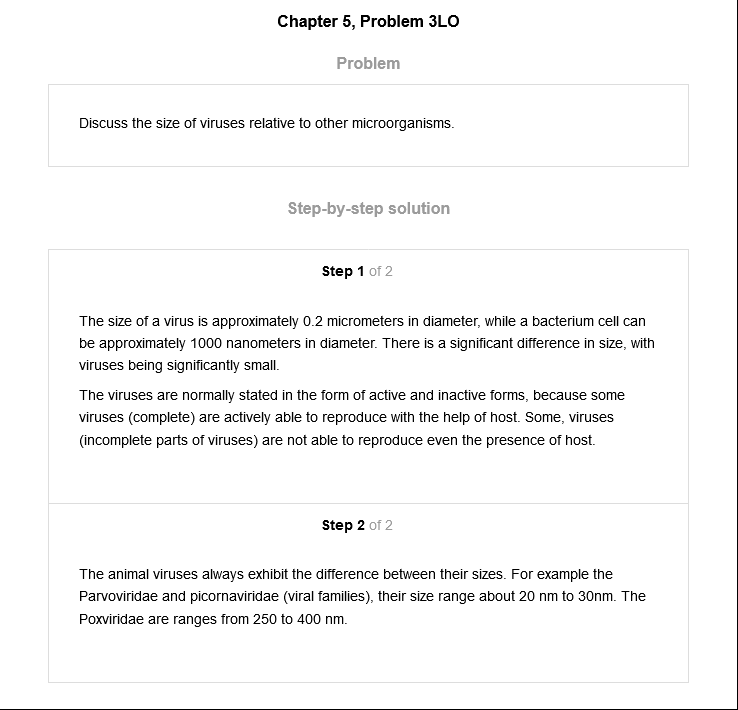 Chapter 5, Problem 3LO
Problem
Discuss the size of viruses relative to other microorganisms.
Step-by-step solution
Step 1 of 2
The size of a virus is approximately 0.2 micrometers in diameter, while a bacterium cell can
be approximately 1000 nanometers in diameter. There is a significant difference in size, with
viruses being significantly small.
The viruses are normally stated in the form of active and inactive forms, because some
viruses (complete) are actively able to reproduce with the help of host. Some, viruses
(incomplete parts of viruses) are not able to reproduce even the presence of host.
Step 2 of 2
The animal viruses always exhibit the difference between their sizes. For example the
Parvoviridae and picornaviridae (viral families), their size range about 20 nm to 30nm. The
Poxviridae are ranges from 250 to 400 nm.